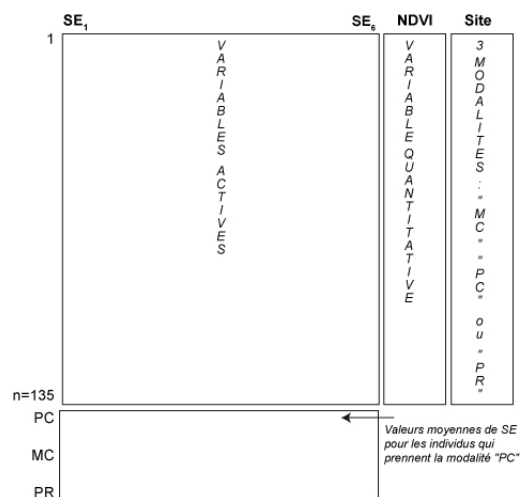 SE1 SE6 NDVI Site
1
VARIABLES ACTIVES
VARIABLE QUANTITATIVE
3 MODALITES : "MC" "PC" ou "PR"
n=135
PC
MC
PR
Valeurs moyennes de SE
pour les individus qui
prennent la modalité "PC"